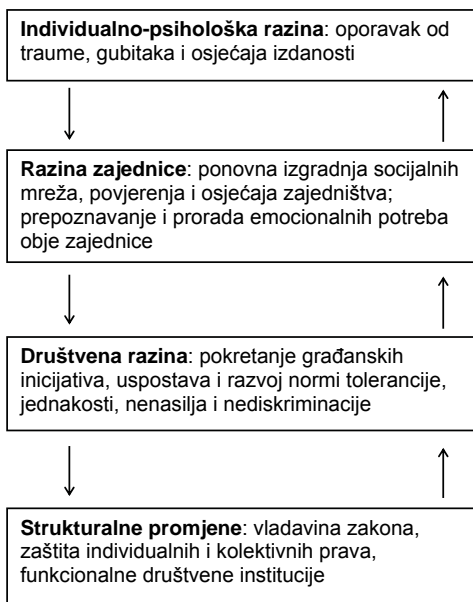 Individualno-psihološka razina: oporavak od
traume, gubitaka i osjećaja izdanosti
Razina zajednice: ponovna izgradnja socijalnih
mreža, povjerenja i osjećaja zajedništva;
prepoznavanje i prorada emocionalnih potreba
obje zajednice
Društvena razina: pokretanje građanskih
inicijativa, uspostava i razvoj normi tolerancije,
jednakosti, nenasilja i nediskriminacije
Strukturalne promjene: vladavina zakona,
zaštita individualnih i kolektivnih prava,
funkcionalne društvene institucije